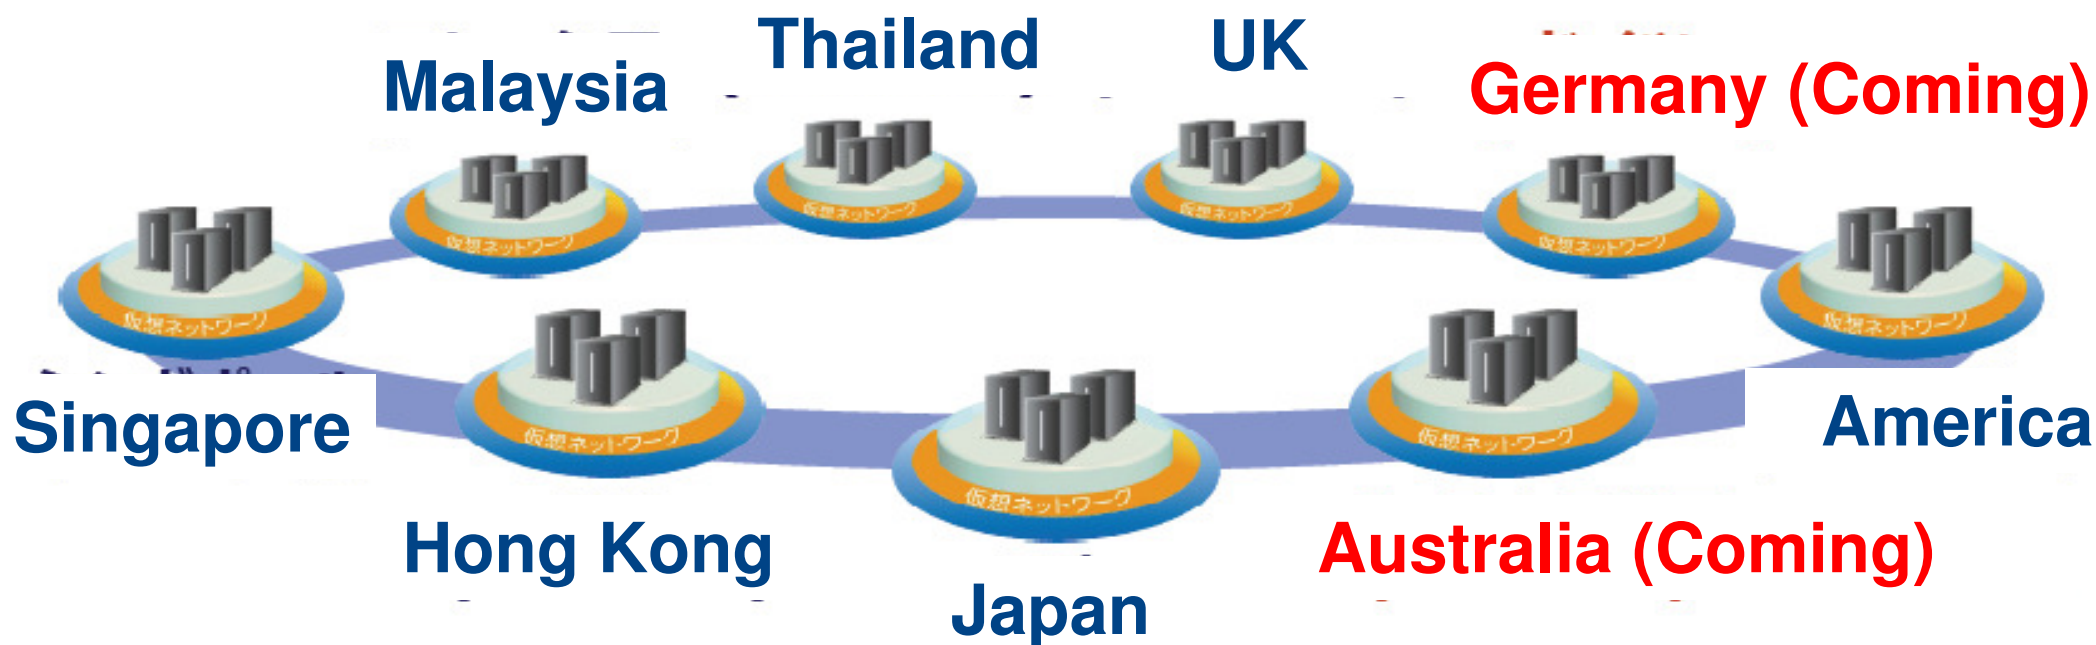 Thailand
UK
Malaysia
Germany (Coming)
仮想ネットワーク
仮想ネットワーク
仮想ネットワーク
仮想ネットワーク
仮想ネットワーク
仮想ネットワーク
仮想ネットワーク
仮想ネットワーク
仮想ネットワーク
Singapore
America
Hong Kong
Australia (Coming)
Japan